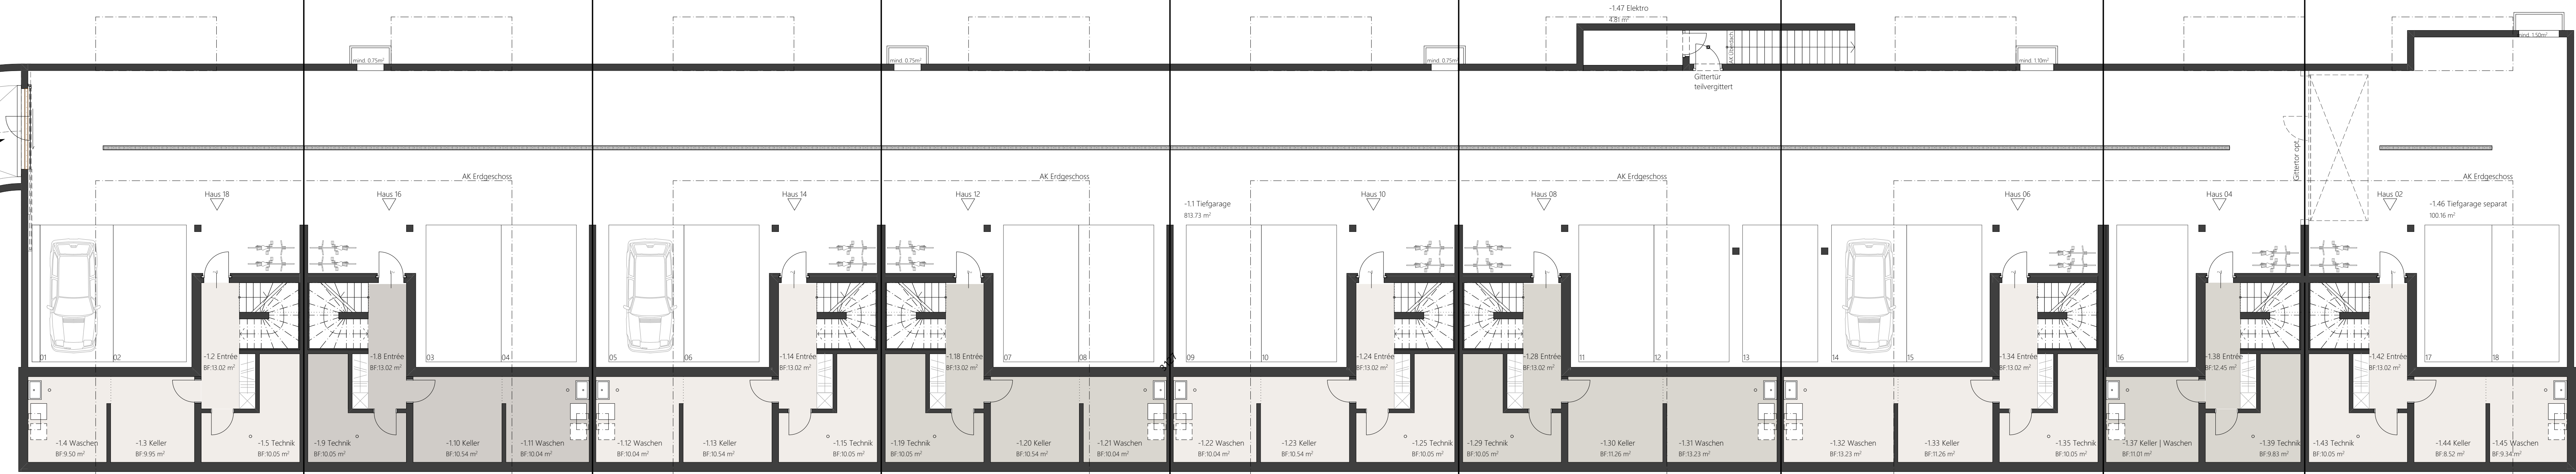 -1.47 Elektro
4.81 m²
mind. 1.50m²
AK Überdach.
mind. 0.75m²
mind. 0.75m²
mind. 0.75m²
mind. 1.10m²
Gittertür
teilvergittert
Gittertor opt.
AK Erdgeschoss
AK Erdgeschoss
AK Erdgeschoss
AK Erdgeschoss
Haus 18
Haus 16
Haus 14
Haus 12
Haus 10
Haus 08
Haus 06
Haus 04
Haus 02
-1.1 Tiefgarage
813.73 m²
-1.46 Tiefgarage separat
100.16 m²
01
02
03
04
05
06
07
08
09
10
11
12
13
14
15
16
17
18
-1.2 Entrée
BF:13.02 m²
-1.8 Entrée
BF:13.02 m²
-1.14 Entrée
BF:13.02 m²
-1.18 Entrée
BF:13.02 m²
-1.24 Entrée
BF:13.02 m²
-1.28 Entrée
BF:13.02 m²
-1.34 Entrée
BF:13.02 m²
-1.38 Entrée
BF:12.45 m²
-1.42 Entrée
BF:13.02 m²
-1.4 Waschen
BF:9.50 m²
-1.3 Keller
BF:9.95 m²
-1.5 Technik
BF:10.05 m²
-1.9 Technik
BF:10.05 m²
-1.10 Keller
BF:10.54 m²
-1.11 Waschen
BF:10.04 m²
-1.12 Waschen
BF:10.04 m²
-1.13 Keller
BF:10.54 m²
-1.15 Technik
BF:10.05 m²
-1.19 Technik
BF:10.05 m²
-1.20 Keller
BF:10.54 m²
-1.21 Waschen
BF:10.04 m²
-1.22 Waschen
BF:10.04 m²
-1.23 Keller
BF:10.54 m²
-1.25 Technik
BF:10.05 m²
-1.29 Technik
BF:10.05 m²
-1.30 Keller
BF:11.26 m²
-1.31 Waschen
BF:13.23 m²
-1.32 Waschen
BF:13.23 m²
-1.33 Keller
BF:11.26 m²
-1.35 Technik
BF:10.05 m²
-1.37 Keller | Waschen
BF:11.01 m²
-1.39 Technik
BF:9.83 m²
-1.43 Technik
BF:10.05 m²
-1.44 Keller
BF:8.52 m²
-1.45 Waschen
BF:9.34 m²